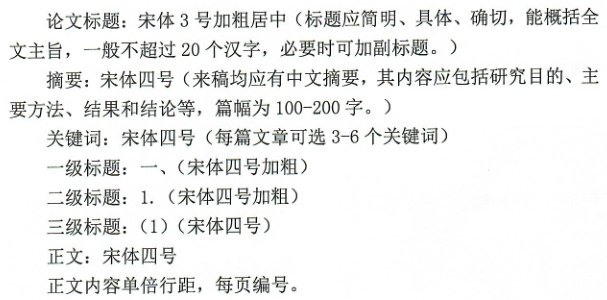 论文标题：宋体 3 号加粗居中（标题应简明、具体、确切，能概括全
文主旨，一般不超过 20 个汉字，必要时可加副标题。）
摘要：宋体四号（来稿均应有中文摘要，其内容应包括研究目的、主
要方法、结果和结论等，篇幅为 100-200 字。）
关键词：宋体四号（每篇文章可选 3-6 个关键词）
一级标题：一、（宋体四号加粗）
二级标题：1.（宋体四号加粗）
三级标题：（1）（宋体四号）
正文：宋体四号
正文内容单倍行距，每页编号。